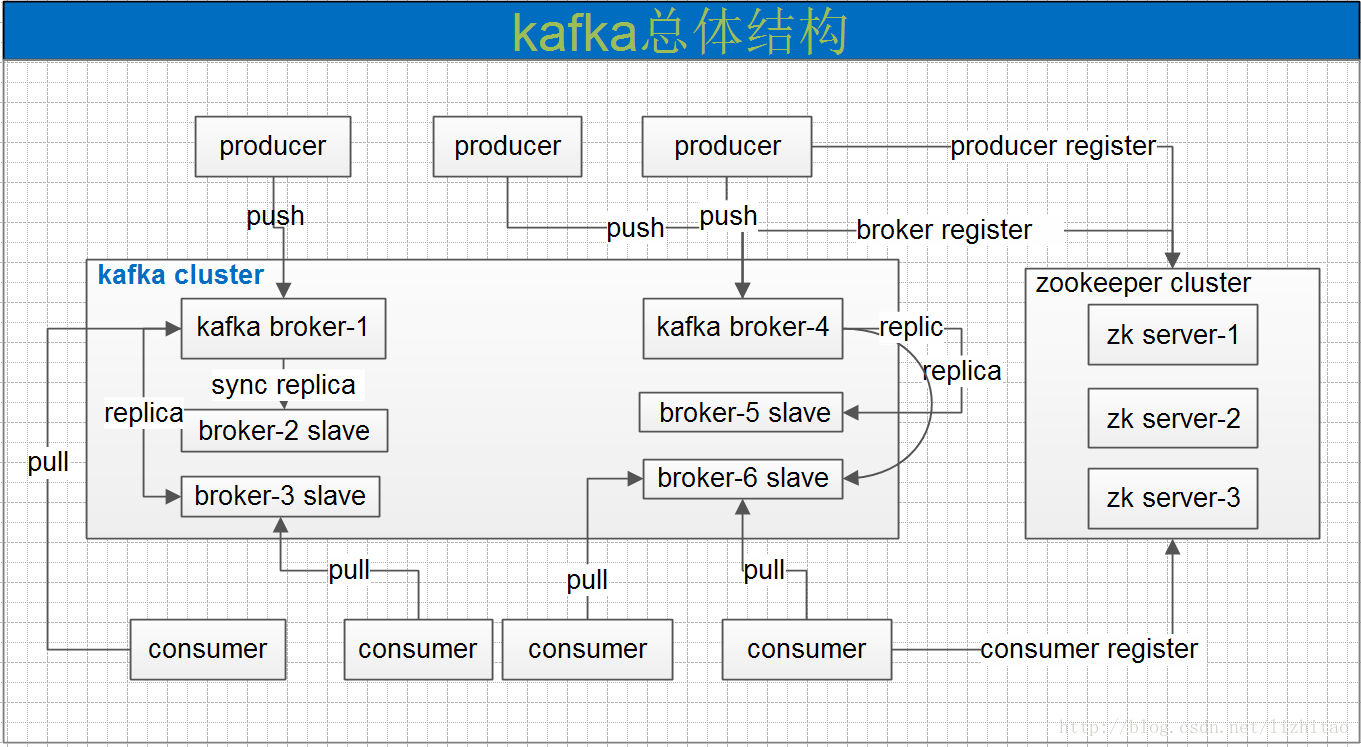 kafka总体结构
producer
producer
producer
producer register
push
push
push
broker register
kafka cluster
zookeeper cluster
kafka broker-1
kafka broker-4
replic
zk server-1
sync replica
replica
replica
broker-5 slave
zk server-2
broker-2 slave
pull
broker-6 slave
broker-3 slave
zk server-3
pull
pull
pull
consumer
consumer
consumer
consumer
consumer register
http://blog.csdn.net/lizhitao